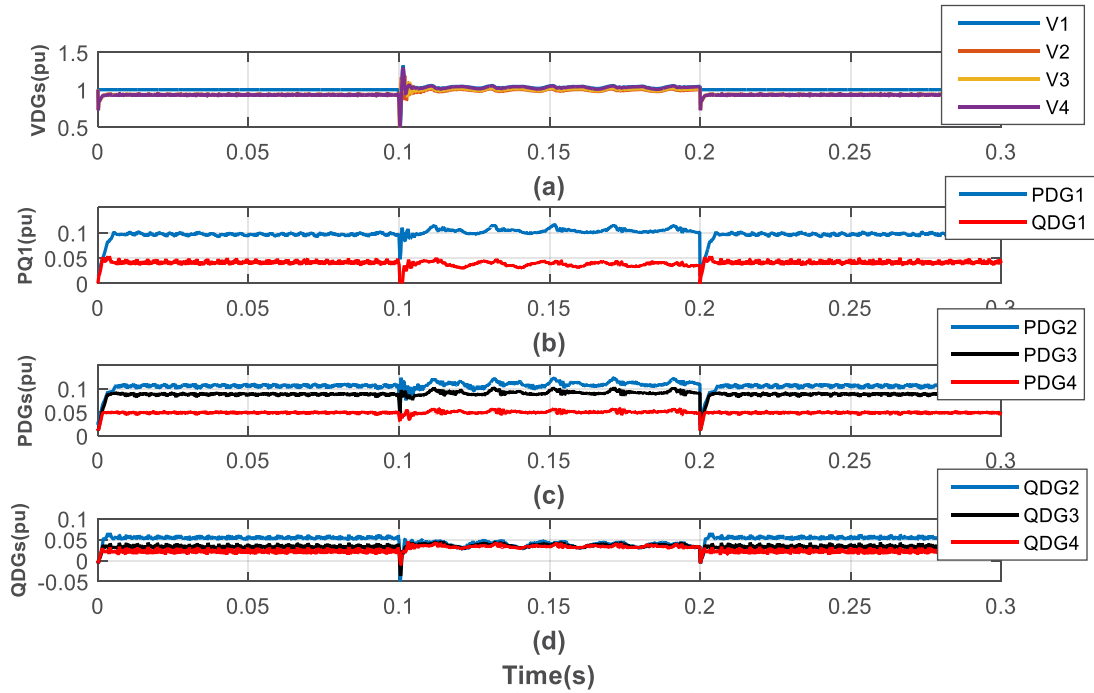 V1
V2
V3
V4
VDGs(pu)
1.5
1
0.5
0 0.05 0.1 0.15 0.2 0.25 0.3
(a)
PDG1
QDG1
PQ1(pu)
0.1
0.05
0
0 0.05 0.1 0.15 0.2 0.25 0.3
(b)
PDG2
PDG3
PDG4
PDGs(pu)
0.1
0.05
0
0 0.05 0.1 0.15 0.2 0.25 0.3
(c)
QDG2
QDG3
QDG4
QDGs(pu)
0.1
0.05
0
-0.05
0 0.05 0.1 0.15 0.2 0.25 0.3
(d)
Time(s)